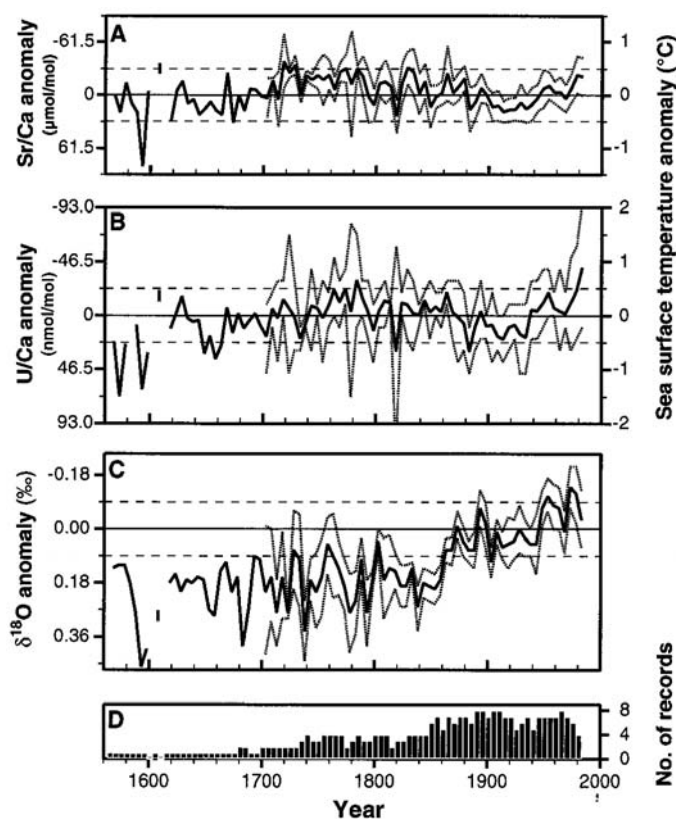 A
Sr/Ca anomaly
(µmol/mol)
-61.5
0
61.5
1
0
-1
B
U/Ca anomaly
(nmol/mol)
-93.0
-46.5
0
46.5
93.0
2
1
0
-1
-2
Sea surface temperature anomaly (°C)
C
δ18O anomaly (‰)
-0.18
0.00
0.18
0.36
D
8
4
0
No. of records
1600
1700
1800
1900
2000
Year